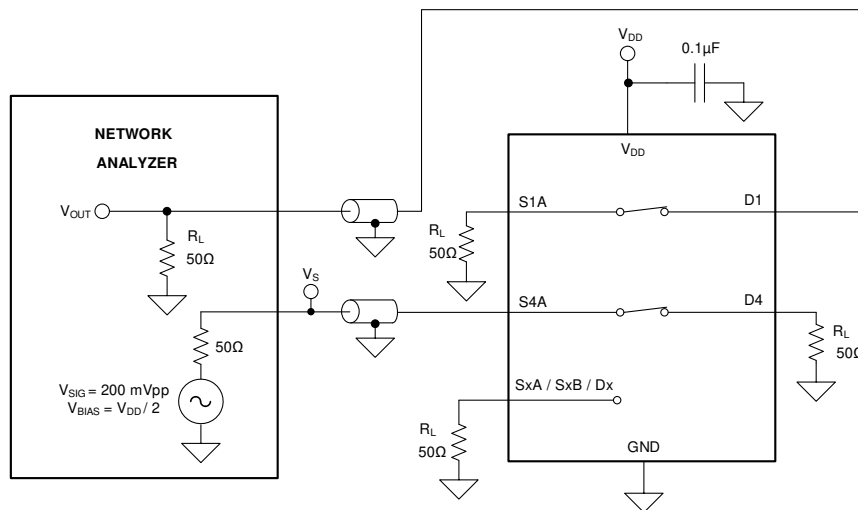 V_DD
0.1µF
NETWORK
ANALYZER
V_DD
V_OUT
S1A
D1
R_L
50Ω
R_L
50Ω
V_S
S4A
D4
50Ω
R_L
50Ω
V_SIG = 200 mVpp
V_BIAS = V_DD / 2
SxA / SxB / Dx
R_L
50Ω
GND